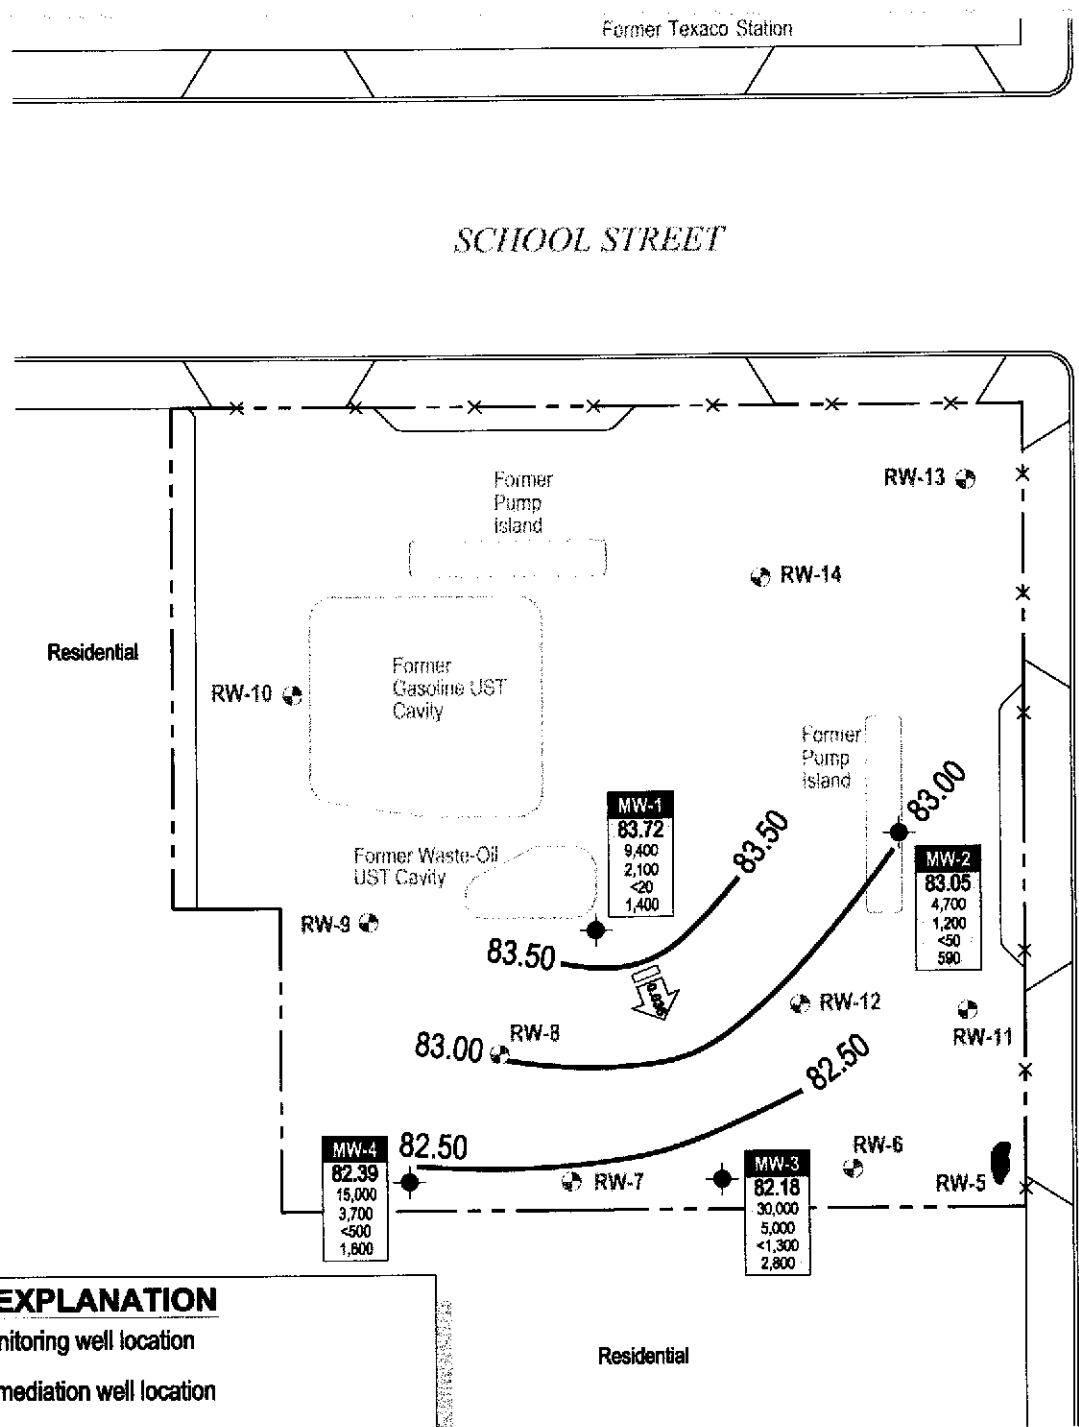 Former Texaco Station
SCHOOL STREET
Former
Pump
island
RW-13
RW-14
Residential
Former
Gasoline UST
Cavity
RW-10
Former
Pump
island
83.00
MW-1
83.72
9,400
2,100
<20
1,400
83.50
Former Waste-Oil
UST Cavity
MW-2
83.05
4,700
1,200
<50
590
RW-9
83.50
RW-12
RW-11
RW-8
83.00
82.50
MW-4
82.39
15,000
3,700
<500
1,600
82.50
RW-7
MW-3
82.18
30,000
5,000
<1,300
2,800
RW-6
RW-5
EXPLANATION
nitoring well location
mediation well location
Residential